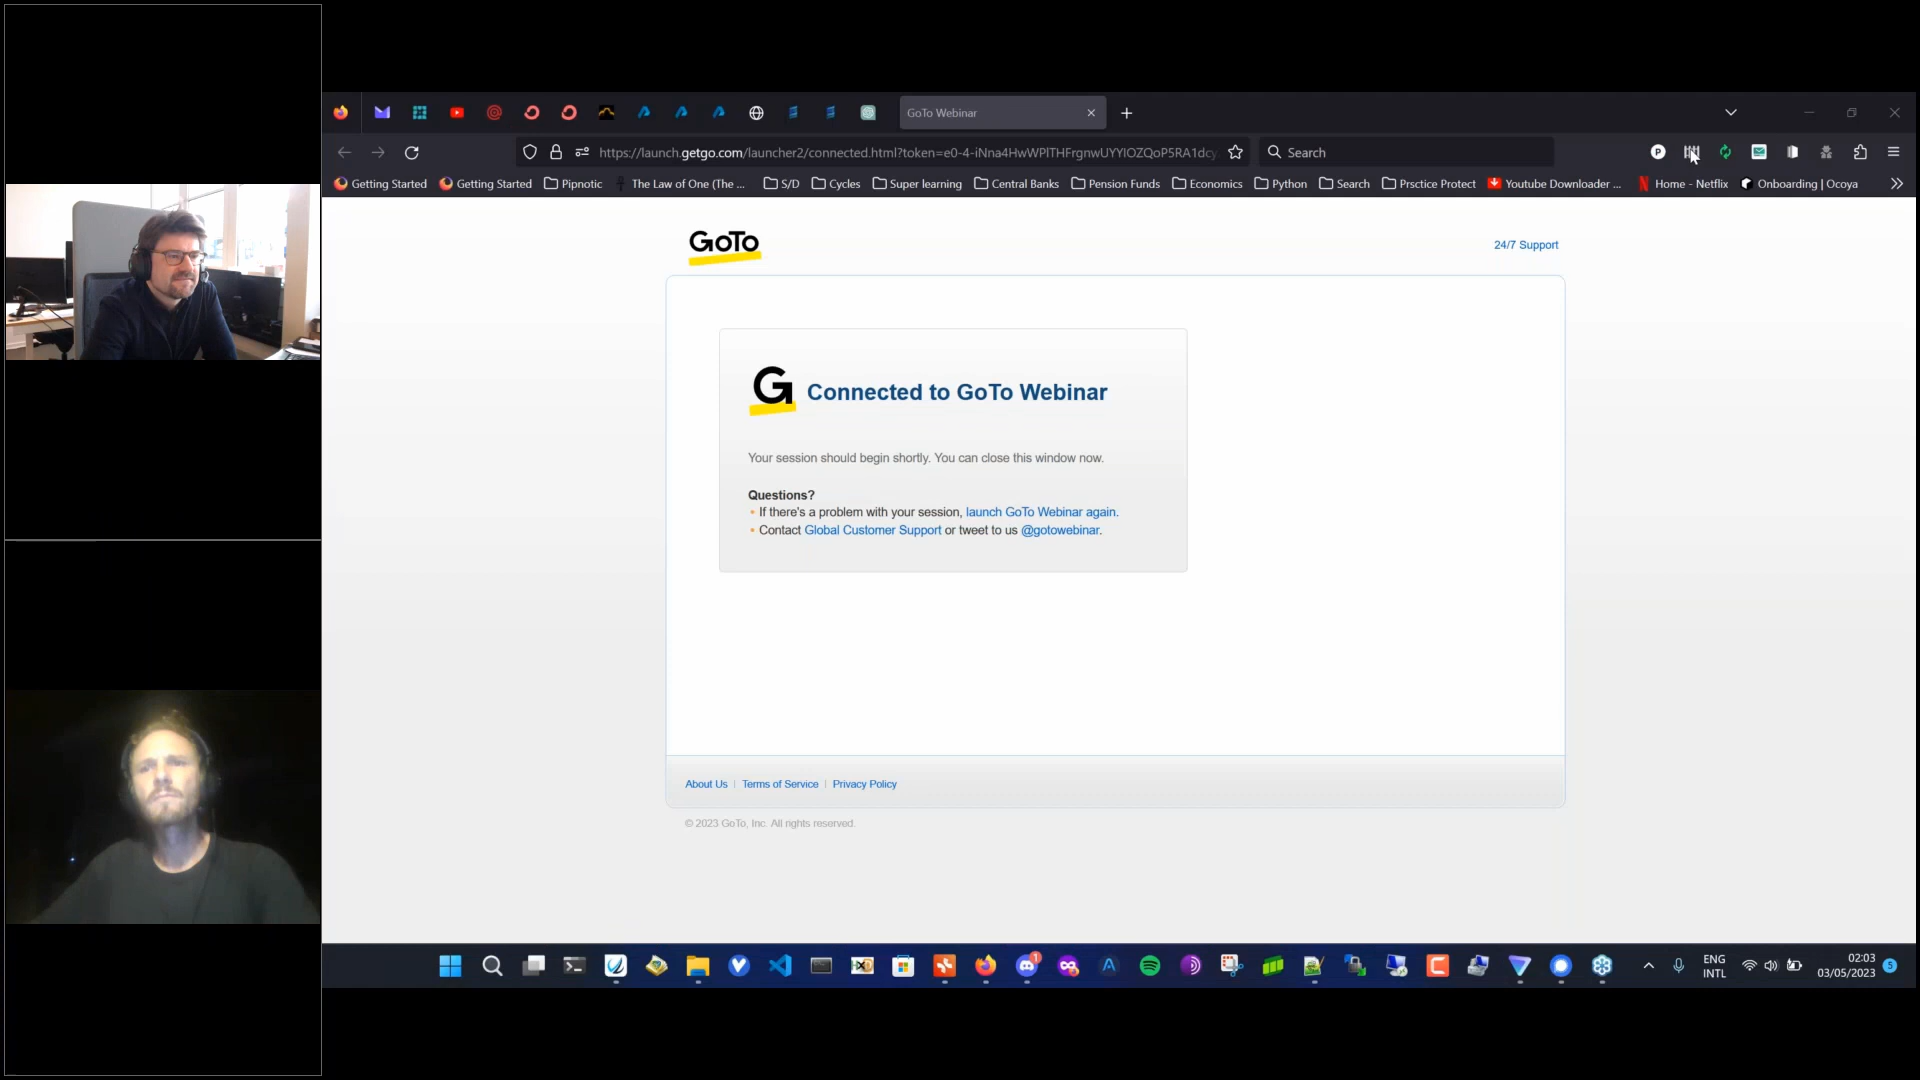 GoTo Webinar
https://launch.getgo.com/launcher2/connected.html?token=e0-4-iNna4HwWPlTHFrgnwUYYIOZQoP5RA1dcy
Search
Getting Started
Getting Started
Pipnotic
The Law of One (The ...
S/D
Cycles
Super learning
Central Banks
Pension Funds
Economics
Python
Search
Prsctice Protect
Youtube Downloader ...
Home - Netflix
Onboarding | Ocoya
GoTo
24/7 Support
G
Connected to GoTo Webinar
Your session should begin shortly. You can close this window now.
Questions?
• If there's a problem with your session, launch GoTo Webinar again.
• Contact Global Customer Support or tweet to us @gotowebinar.
About Us | Terms of Service | Privacy Policy
© 2023 GoTo, Inc. All rights reserved.
ENG
INTL
02:03
03/05/2023
5